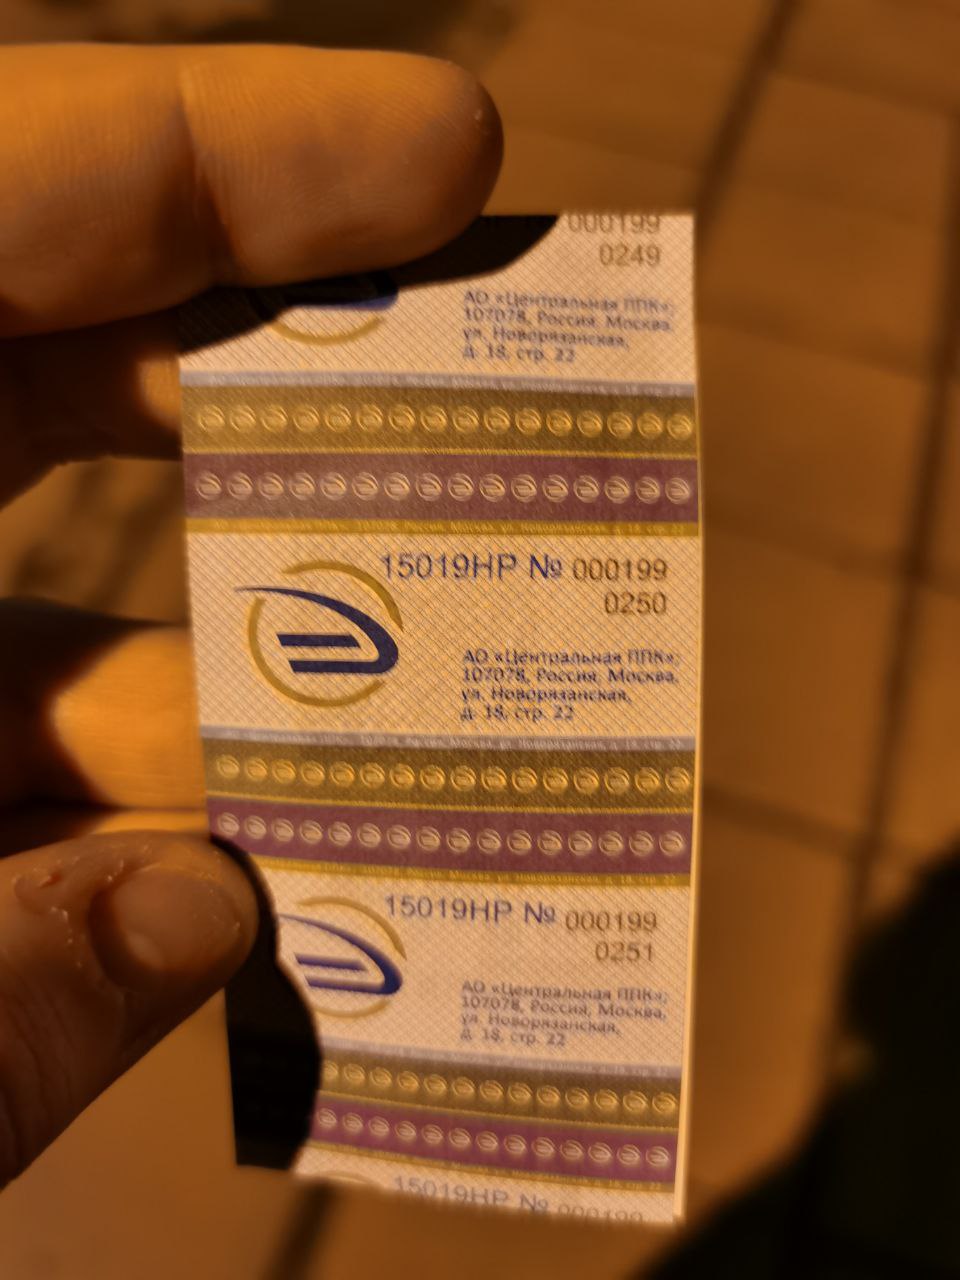 000199
0249
АО «Центральная ППК»;
107078, Россия, Москва,
ул. Новорязанская,
д. 18, стр. 22
15019НР № 000199
0250
АО «Центральная ППК»;
107078, Россия, Москва,
ул. Новорязанская,
д. 18, стр. 22
15019НР № 000199
0251
АО «Центральная ППК»;
107078, Россия, Москва,
ул. Новорязанская,
д. 18, стр. 22
15019НР № 000199